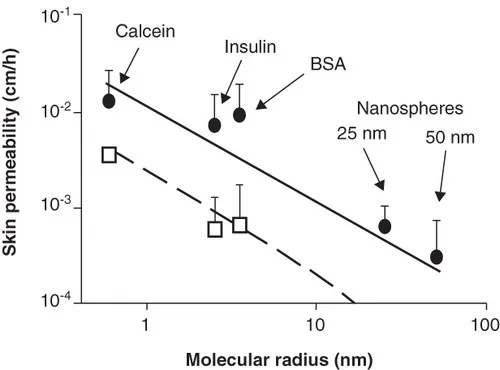 10-1
Calcein
Insulin
BSA
10-2
Nanospheres
25 nm
50 nm
10-3
10-4
Skin permeability (cm/h)
1
10
100
Molecular radius (nm)